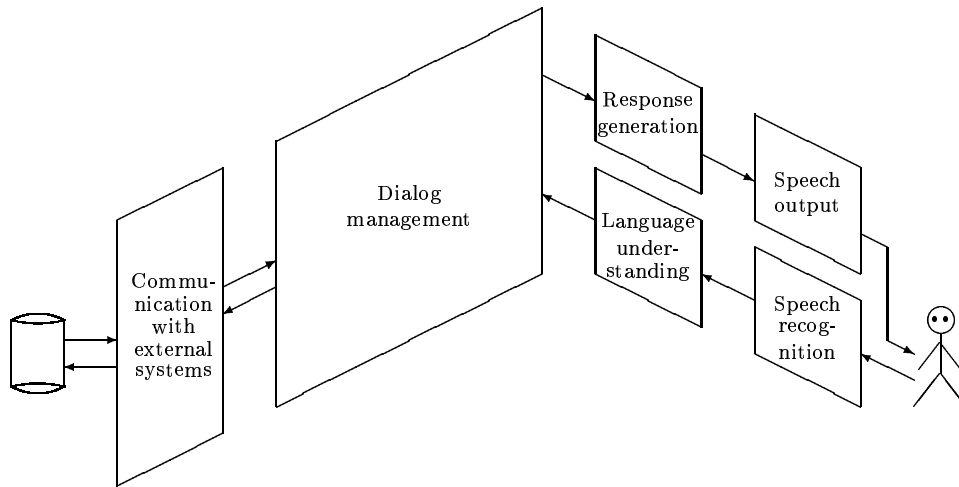 Response
generation
Dialog
management
Speech
output
Language
under-
standing
Commu-
nication
with
external
systems
Speech
recog-
nition